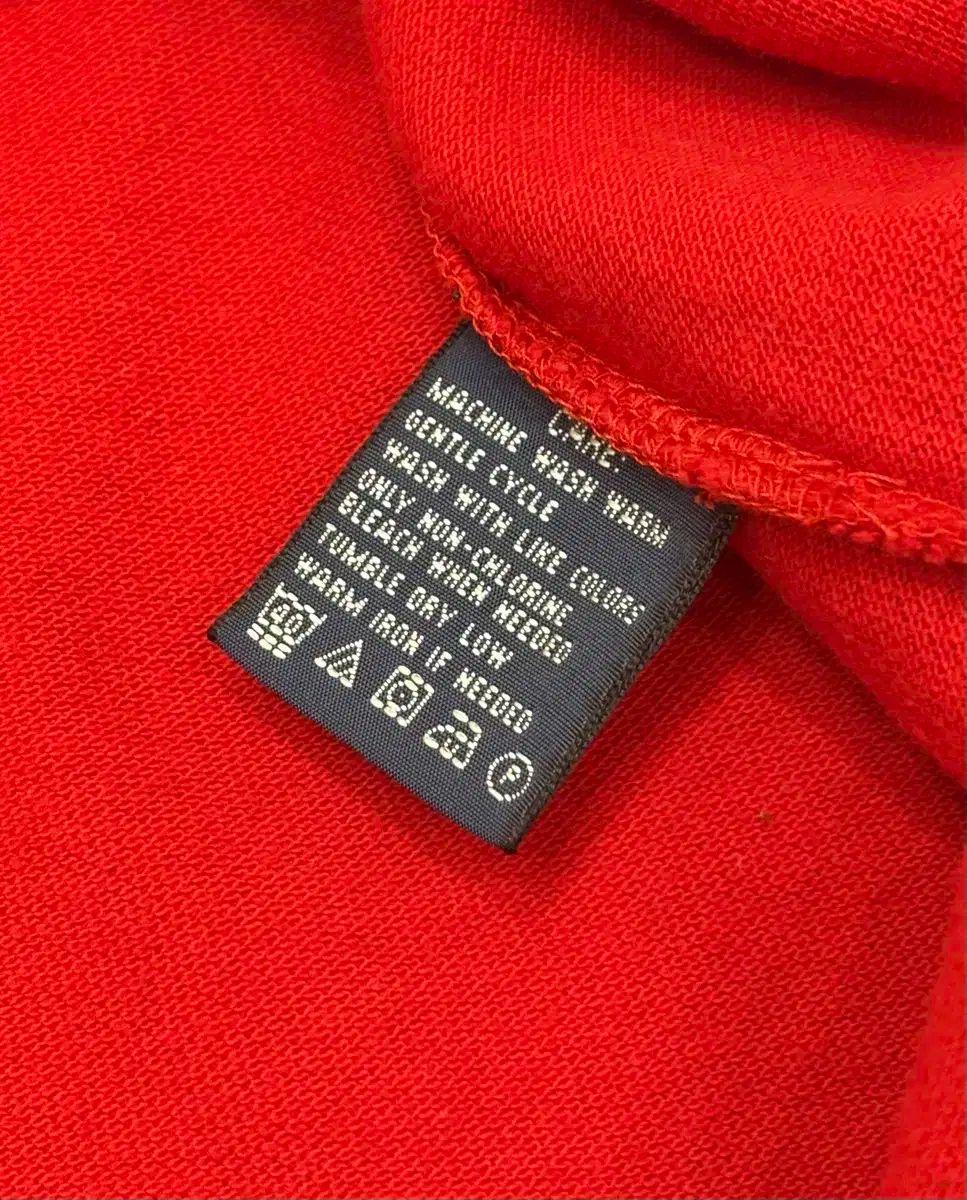 CARE:
MACHINE WASH WARM
GENTLE CYCLE
WASH WITH LIKE COLORS
ONLY NON-CHLORINE
BLEACH WHEN NEEDED
TUMBLE DRY LOW
WARM IRON IF NEEDED
40
P